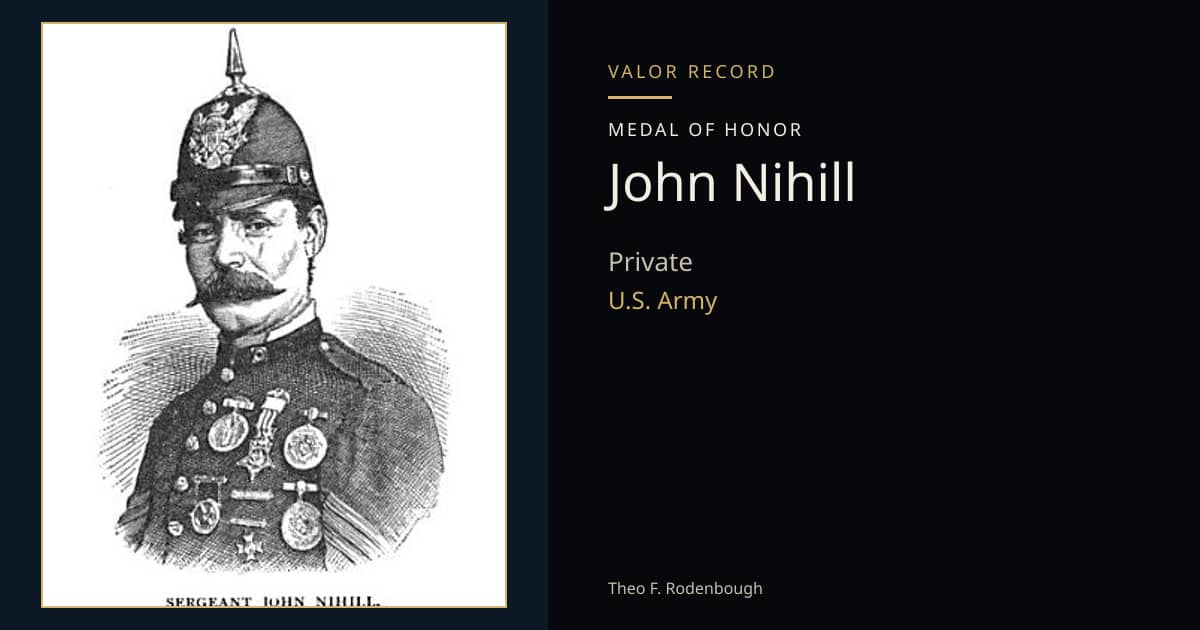 SERGEANT JOHN NIHILL.
VALOR RECORD
MEDAL OF HONOR
John Nihill
Private
U.S. Army
Theo F. Rodenbough